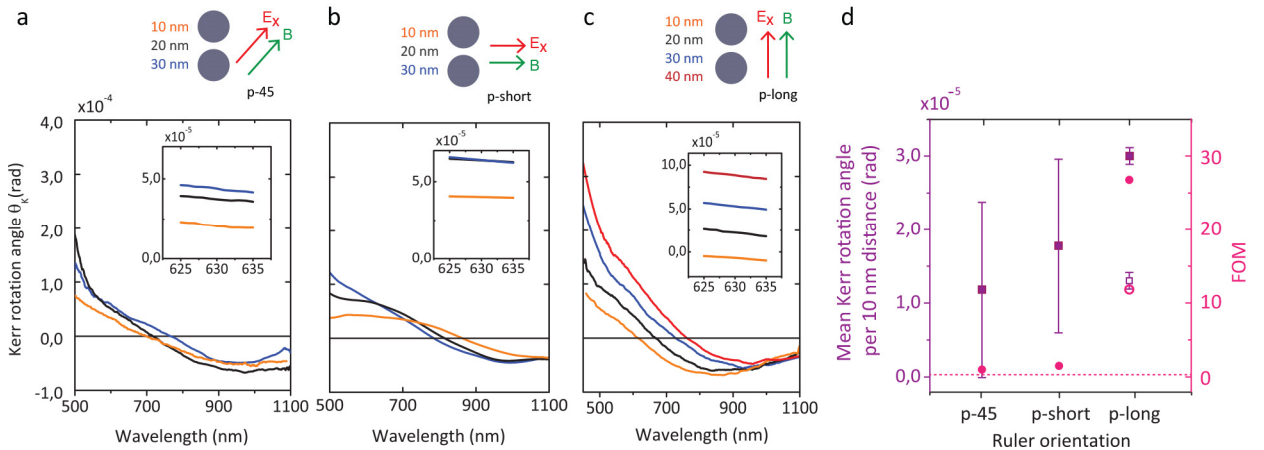 a
10 nm
20 nm
30 nm
Ex
B
p-45
x10⁻⁴
4,0
3,0
2,0
1,0
0,0
-1,0
Kerr rotation angle θK(rad)
x10⁻⁵
5,0
0,0
625 630 635
500 700 900 1100
Wavelength (nm)
b
10 nm
20 nm
30 nm
Ex
B
p-short
x10⁻⁵
5,0
0,0
625 630 635
500 700 900 1100
Wavelength (nm)
c
10 nm
20 nm
30 nm
40 nm
Ex B
p-long
x10⁻⁵
10,0
5,0
0,0
625 630 635
500 700 900 1100
Wavelength (nm)
d
x10⁻⁵
Mean Kerr rotation angle
per 10 nm distance (rad)
3,0
2,0
1,0
0,0
30
20
10
0
FOM
p-45 p-short p-long
Ruler orientation